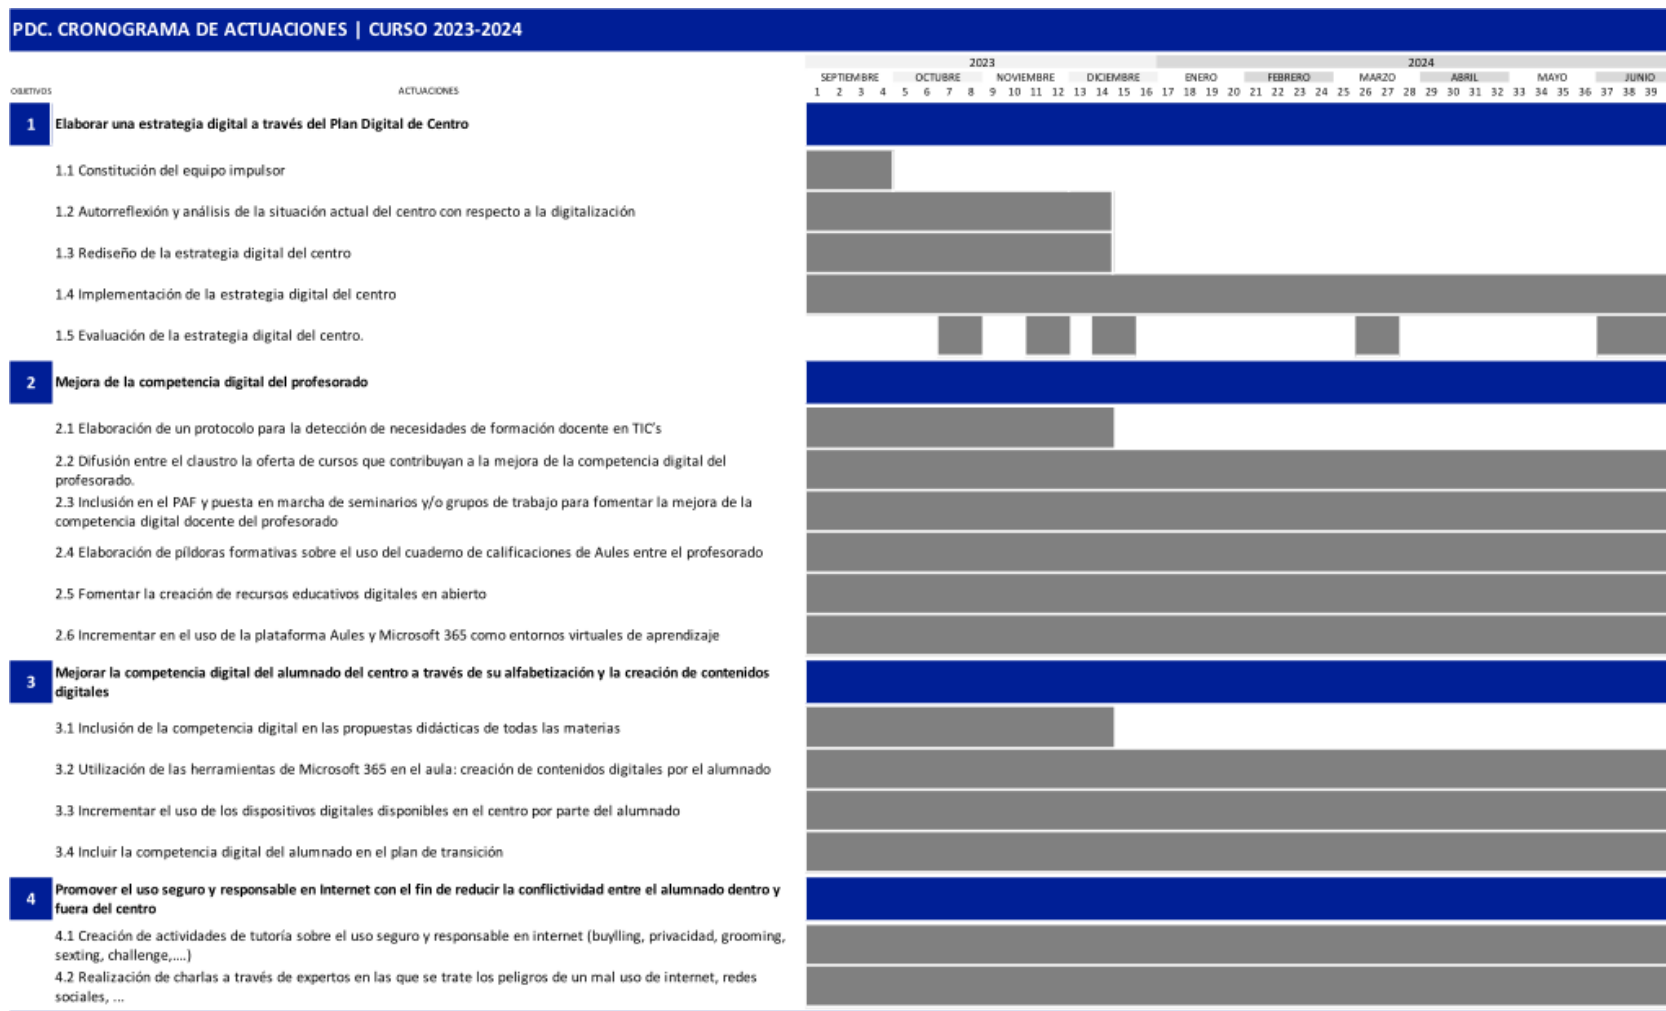 PDC. CRONOGRAMA DE ACTUACIONES | CURSO 2023-2024
2023 2024
SEPTIEMBRE OCTUBRE NOVIEMBRE DICIEMBRE ENERO FEBRERO MARZO ABRIL MAYO JUNIO
OBJETIVOS ACTUACIONES 1 2 3 4 5 6 7 8 9 10 11 12 13 14 15 16 17 18 19 20 21 22 23 24 25 26 27 28 29 30 31 32 33 34 35 36 37 38 39
1 Elaborar una estrategia digital a través del Plan Digital de Centro
1.1 Constitución del equipo impulsor
1.2 Autorreflexión y análisis de la situación actual del centro con respecto a la digitalización
1.3 Rediseño de la estrategia digital del centro
1.4 Implementación de la estrategia digital del centro
1.5 Evaluación de la estrategia digital del centro.
2 Mejora de la competencia digital del profesorado
2.1 Elaboración de un protocolo para la detección de necesidades de formación docente en TIC's
2.2 Difusión entre el claustro la oferta de cursos que contribuyan a la mejora de la competencia digital del
profesorado.
2.3 Inclusión en el PAF y puesta en marcha de seminarios y/o grupos de trabajo para fomentar la mejora de la
competencia digital docente del profesorado
2.4 Elaboración de píldoras formativas sobre el uso del cuaderno de calificaciones de Aules entre el profesorado
2.5 Fomentar la creación de recursos educativos digitales en abierto
2.6 Incrementar en el uso de la plataforma Aules y Microsoft 365 como entornos virtuales de aprendizaje
3 Mejorar la competencia digital del alumnado del centro a través de su alfabetización y la creación de contenidos
digitales
3.1 Inclusión de la competencia digital en las propuestas didácticas de todas las materias
3.2 Utilización de las herramientas de Microsoft 365 en el aula: creación de contenidos digitales por el alumnado
3.3 Incrementar el uso de los dispositivos digitales disponibles en el centro por parte del alumnado
3.4 Incluir la competencia digital del alumnado en el plan de transición
4 Promover el uso seguro y responsable en Internet con el fin de reducir la conflictividad entre el alumnado dentro y
fuera del centro
4.1 Creación de actividades de tutoría sobre el uso seguro y responsable en internet (buylling, privacidad, grooming,
sexting, challenge,....)
4.2 Realización de charlas a través de expertos en las que se trate los peligros de un mal uso de internet, redes
sociales, ...